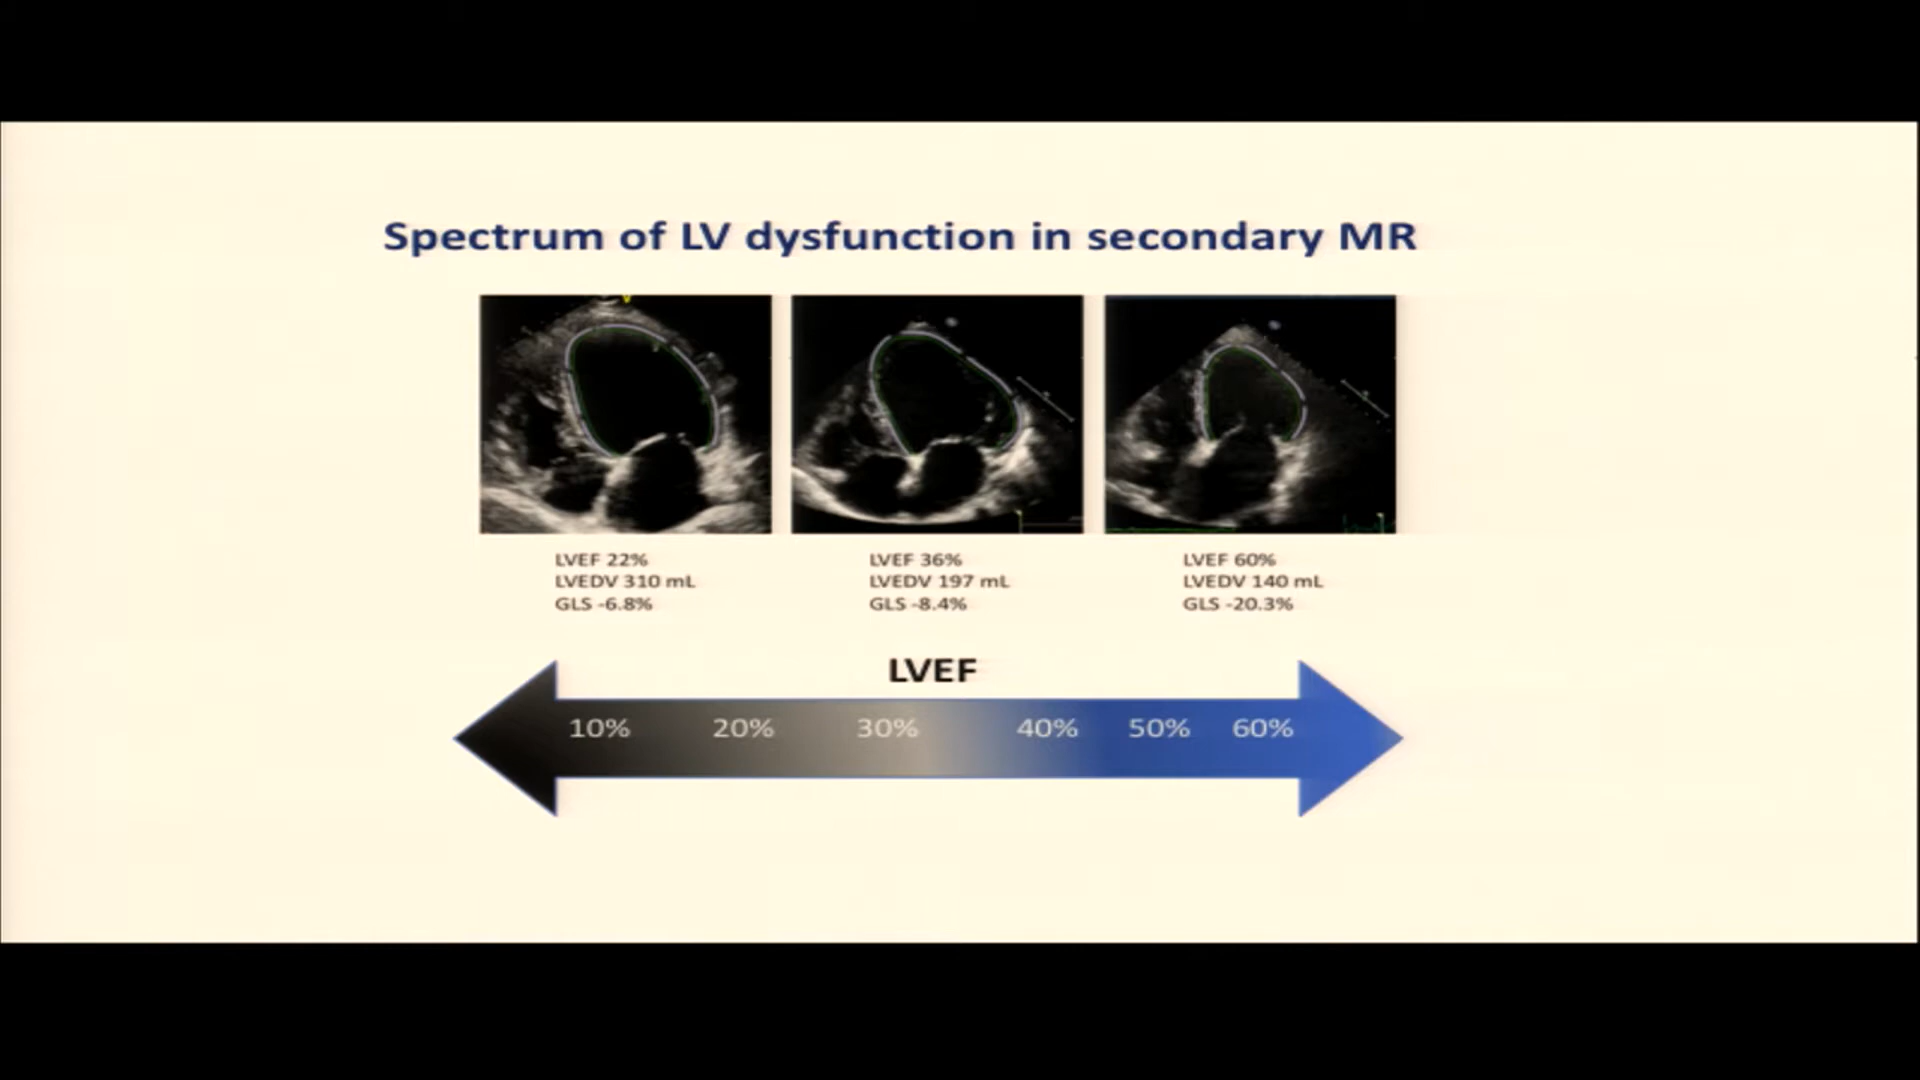 Spectrum of LV dysfunction in secondary MR
LVEF 22%
LVEDV 310 mL
GLS -6.8%
LVEF 36%
LVEDV 197 mL
GLS -8.4%
LVEF 60%
LVEDV 140 mL
GLS -20.3%
LVEF
10% 20% 30% 40% 50% 60%